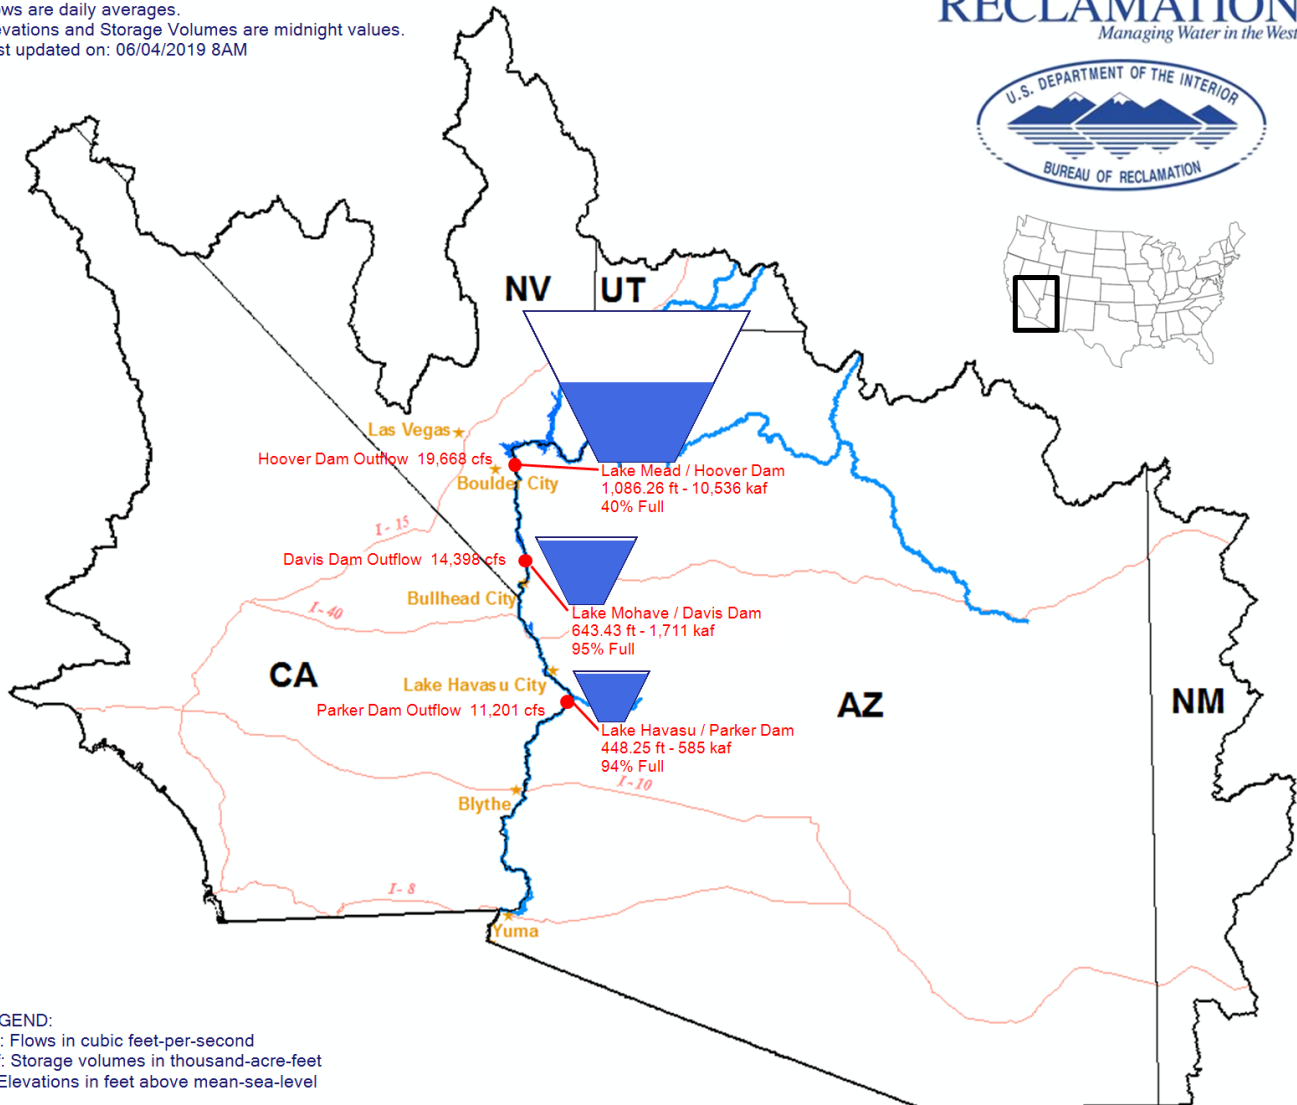 ows are daily averages.
evations and Storage Volumes are midnight values.
st updated on: 06/04/2019 8AM
RECLAMATION
Managing Water in the West
U.S. DEPARTMENT OF THE INTERIOR
BUREAU OF RECLAMATION
NV
UT
Las Vegas
Hoover Dam Outflow 19,668 cfs
Boulder City
Lake Mead / Hoover Dam
1,086.26 ft - 10,536 kaf
40% Full
I - 15
Davis Dam Outflow 14,398 cfs
Bullhead City
I - 40
Lake Mohave / Davis Dam
643.43 ft - 1,711 kaf
95% Full
CA
Lake Havasu City
AZ
NM
Parker Dam Outflow 11,201 cfs
Lake Havasu / Parker Dam
448.25 ft - 585 kaf
94% Full
I - 10
Blythe
I - 8
Yuma
GEND:
: Flows in cubic feet-per-second
f: Storage volumes in thousand-acre-feet
Elevations in feet above mean-sea-level